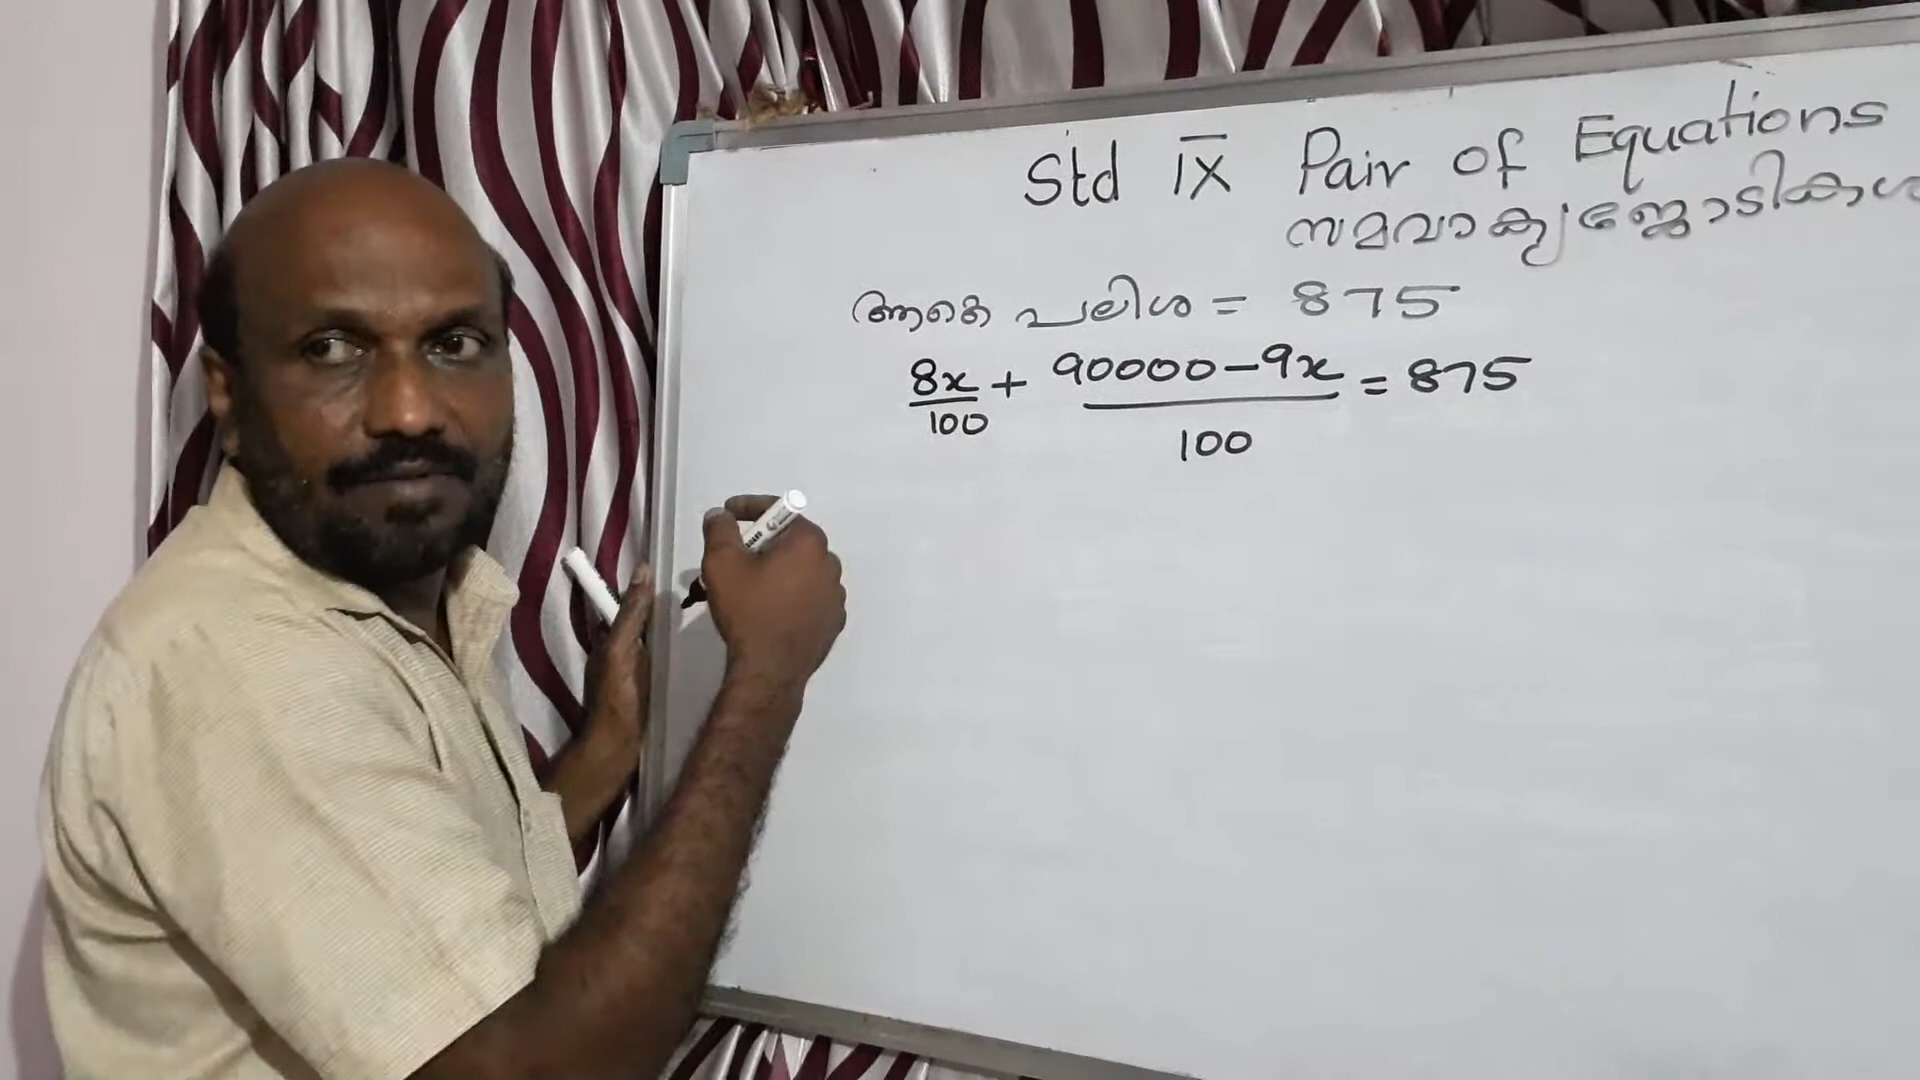 Std IX Pair of Equations
സമവാക്യജോടികൾ
ആകെ പലിശ = 875
8x/100 + 90000-9x/100 = 875